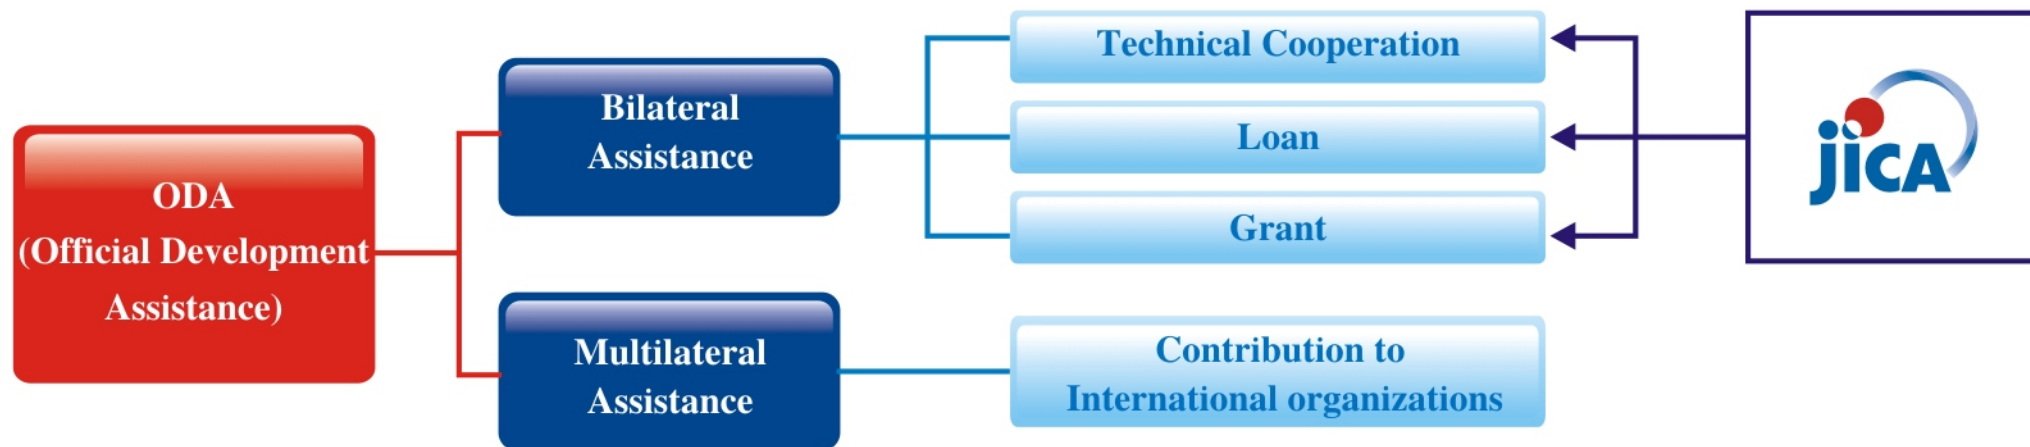 ODA
(Official Development
Assistance)
Bilateral
Assistance
Multilateral
Assistance
Technical Cooperation
Loan
Grant
Contribution to
International organizations
jICA